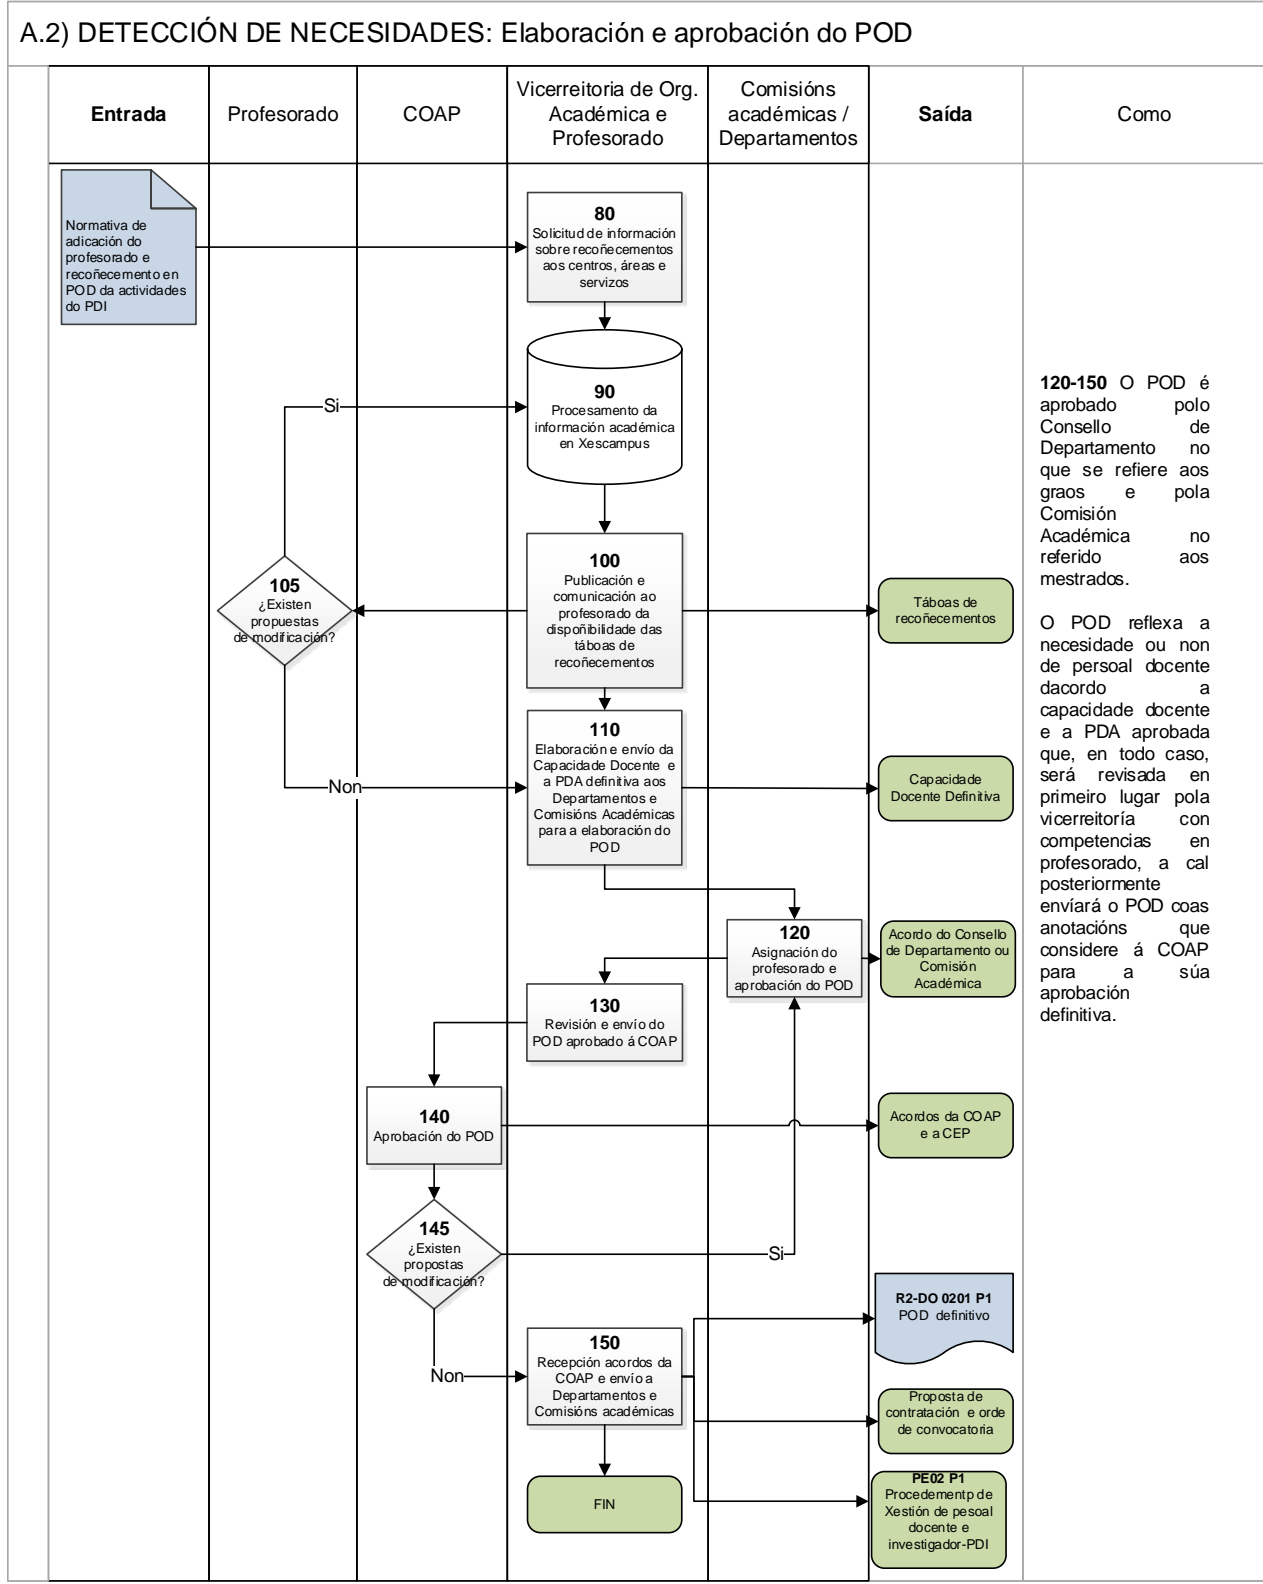 A.2) DETECCIÓN DE NECESIDADES: Elaboración e aprobación do POD
Entrada
Profesorado
COAP
Vicerreitoria de Org.
Académica e
Profesorado
Comisións
académicas /
Departamentos
Saída
Como
Normativa de
adicación do
profesorado e
recoñecemento en
POD da actividades
do PDI
80
Solicitud de información
sobre recoñecementos
aos centros, áreas e
servizos
90
Procesamento da
información académica
en Xescampus
Si
100
Publicación e
comunicación ao
profesorado da
dispoñibilidade das
táboas de
recoñecementos
105
¿Existen
propuestas
de modificación?
Táboas de
recoñecementos
110
Elaboración e envío da
Capacidade Docente e
a PDA definitiva aos
Departamentos e
Comisións Académicas
para a elaboración do
POD
Non
Capacidade
Docente Definitiva
120
Asignación do
profesorado e
aprobación do POD
Acordo do Consello
de Departamento ou
Comisión
Académica
130
Revisión e envío do
POD aprobado á COAP
140
Aprobación do POD
Acordos da COAP
e a CEP
145
¿Existen
propostas
de modificación?
Si
Non
150
Recepción acordos da
COAP e envío a
Departamentos e
Comisións académicas
R2-DO 0201 P1
POD definitivo
Proposta de
contratación e orde
de convocatoria
PE02 P1
Procedementp de
Xestión de pesoal
docente e
investigador-PDI
FIN
120-150 O POD é
aprobado polo
Consello de
Departamento no
que se refiere aos
graos e pola
Comisión
Académica no
referido aos
mestrados.
O POD reflexa a
necesidade ou non
de persoal docente
dacordo a
capacidade docente
e a PDA aprobada
que, en todo caso,
será revisada en
primeiro lugar pola
vicerreitoría con
competencias en
profesorado, a cal
posteriormente
envíará o POD coas
anotacións que
considere á COAP
para a súa
aprobación
definitiva.